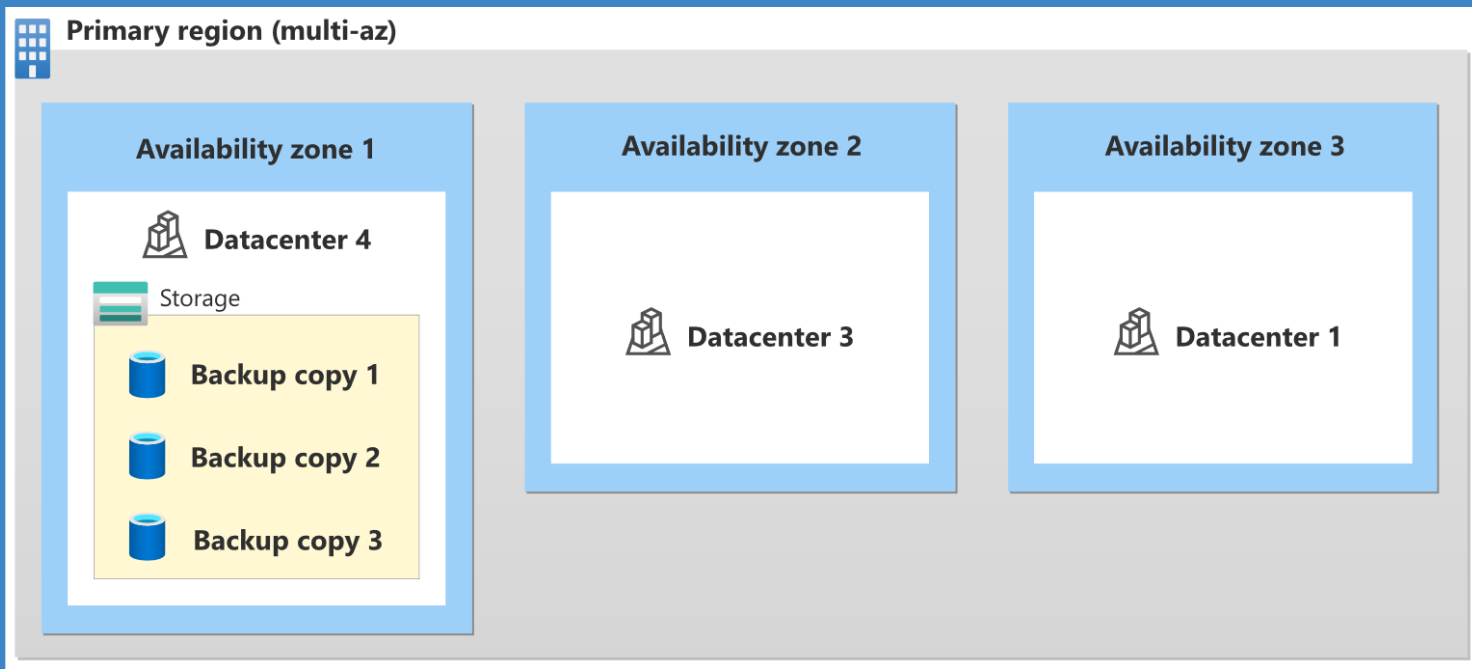 Primary region (multi-az)
Availability zone 1
Datacenter 4
Storage
Backup copy 1
Backup copy 2
Backup copy 3
Availability zone 2
Datacenter 3
Availability zone 3
Datacenter 1